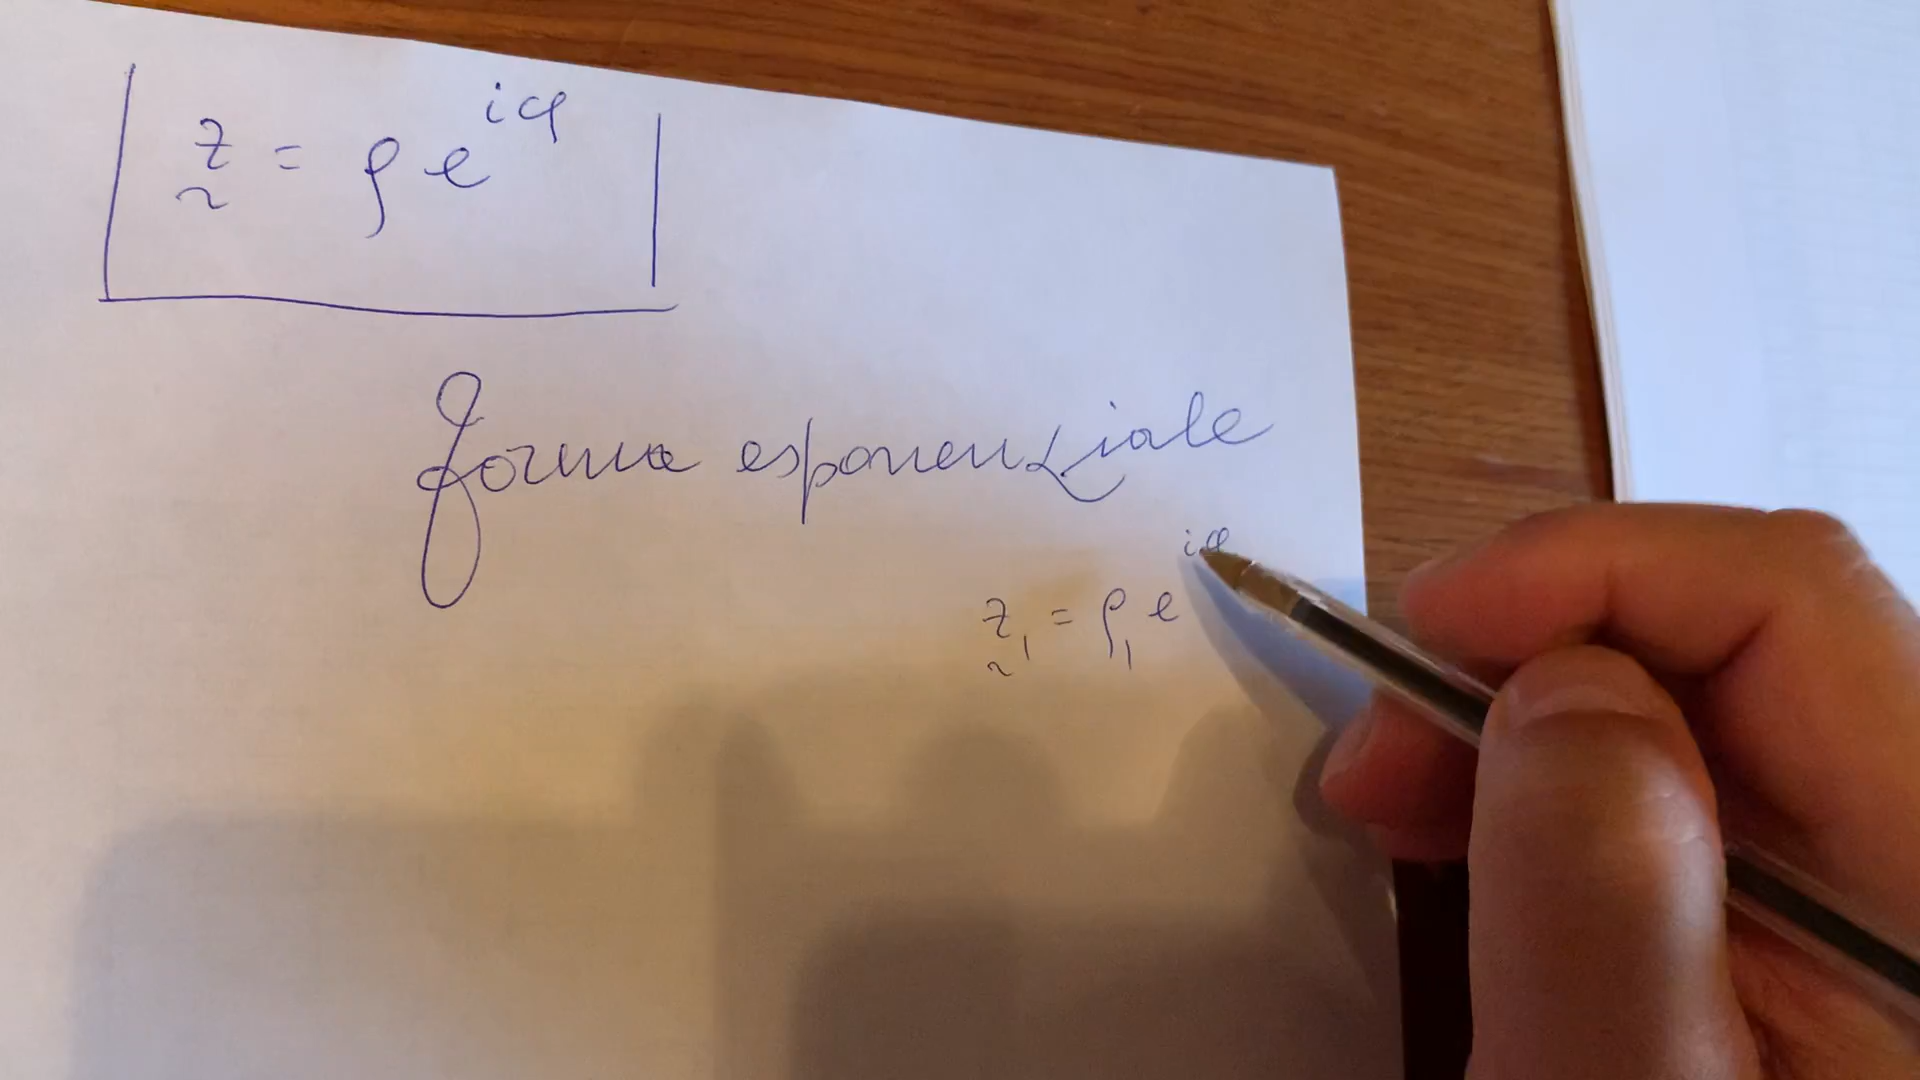 z = ρ e^{iφ}
forma esponenziale
z₁ = ρ₁ e^{iφ}